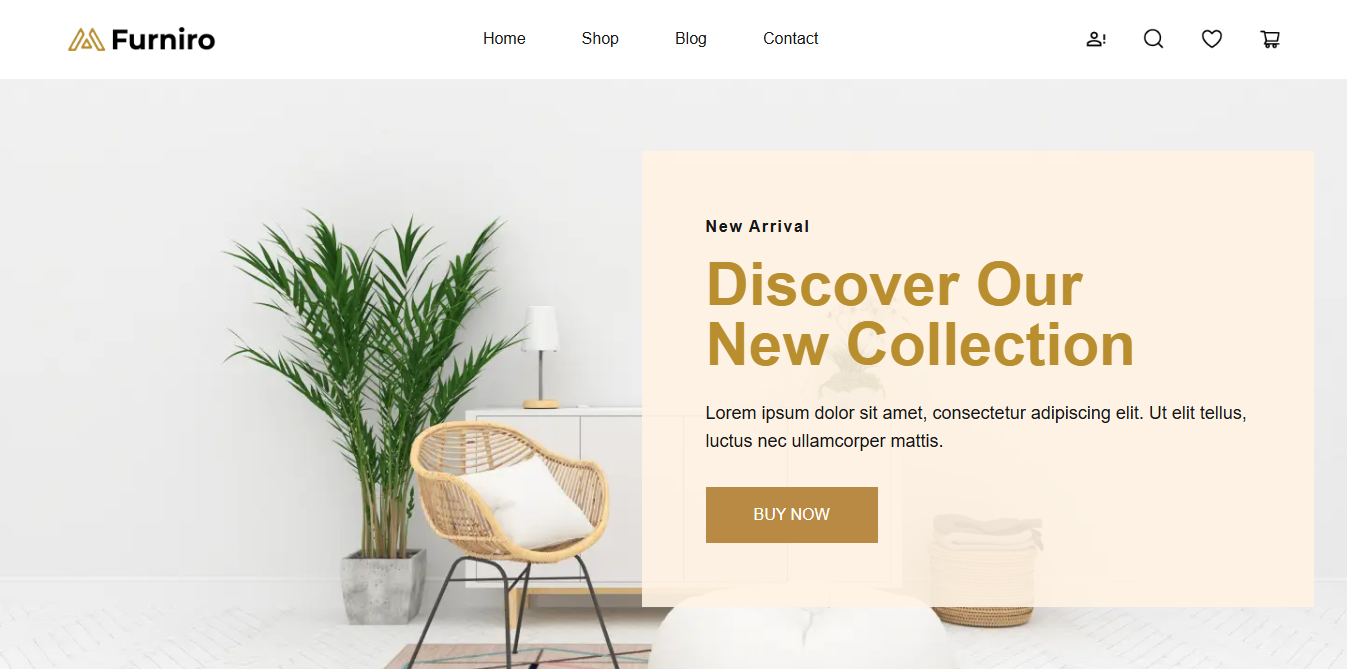 Furniro
Home
Shop
Blog
Contact
New Arrival
Discover Our
New Collection
Lorem ipsum dolor sit amet, consectetur adipiscing elit. Ut elit tellus,
luctus nec ullamcorper mattis.
BUY NOW